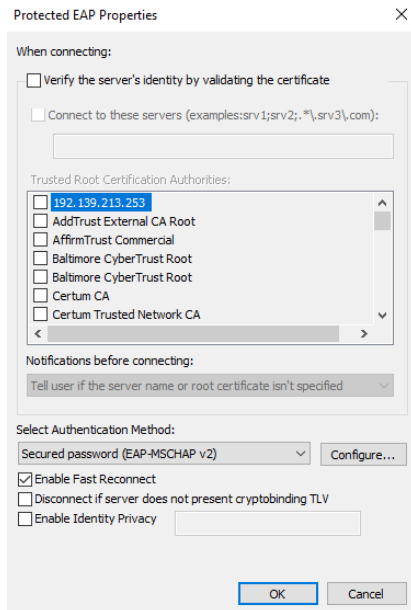 Protected EAP Properties
When connecting:
Verify the server's identity by validating the certificate
Connect to these servers (examples:srv1;srv2;.*\.srv3\.com):
Trusted Root Certification Authorities:
192.139.213.253
AddTrust External CA Root
AffirmTrust Commercial
Baltimore CyberTrust Root
Baltimore CyberTrust Root
Certum CA
Certum Trusted Network CA
Notifications before connecting:
Tell user if the server name or root certificate isn't specified
Select Authentication Method:
Secured password (EAP-MSCHAP v2)
Configure...
Enable Fast Reconnect
Disconnect if server does not present cryptobinding TLV
Enable Identity Privacy
OK
Cancel